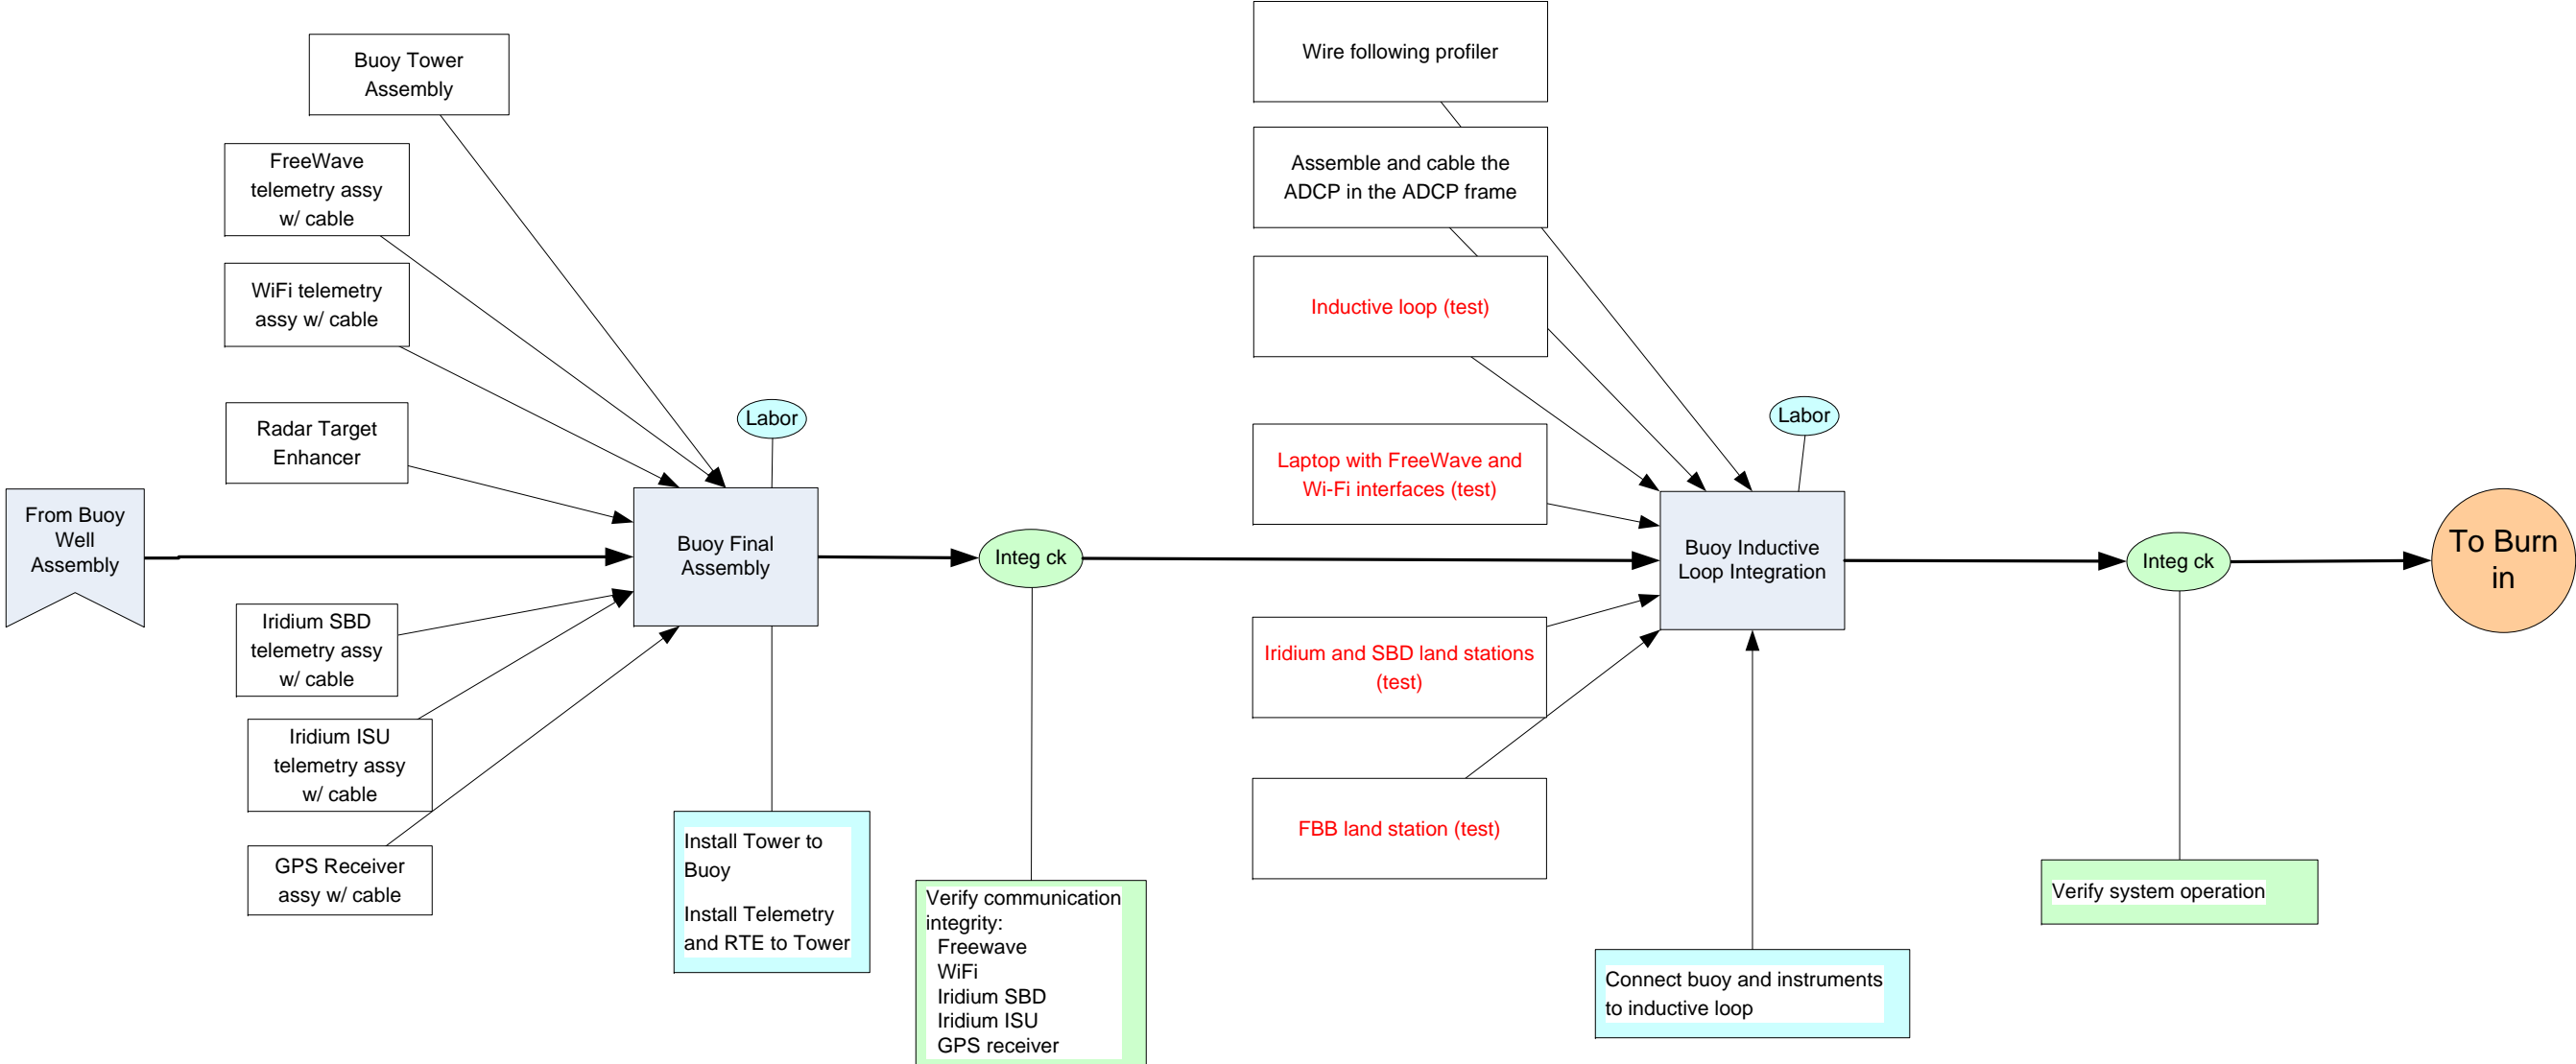 Buoy Tower
Assembly
FreeWave
telemetry assy
w/ cable
WiFi telemetry
assy w/ cable
Radar Target
Enhancer
From Buoy
Well
Assembly
Iridium SBD
telemetry assy
w/ cable
Iridium ISU
telemetry assy
w/ cable
GPS Receiver
assy w/ cable
Labor
Buoy Final
Assembly
Install Tower to
Buoy
Install Telemetry
and RTE to Tower
Integ ck
Verify communication
integrity:
Freewave
WiFi
Iridium SBD
Iridium ISU
GPS receiver
Wire following profiler
Assemble and cable the
ADCP in the ADCP frame
Inductive loop (test)
Laptop with FreeWave and
Wi-Fi interfaces (test)
Iridium and SBD land stations
(test)
FBB land station (test)
Labor
Buoy Inductive
Loop Integration
Connect buoy and instruments
to inductive loop
Integ ck
Verify system operation
To Burn
in